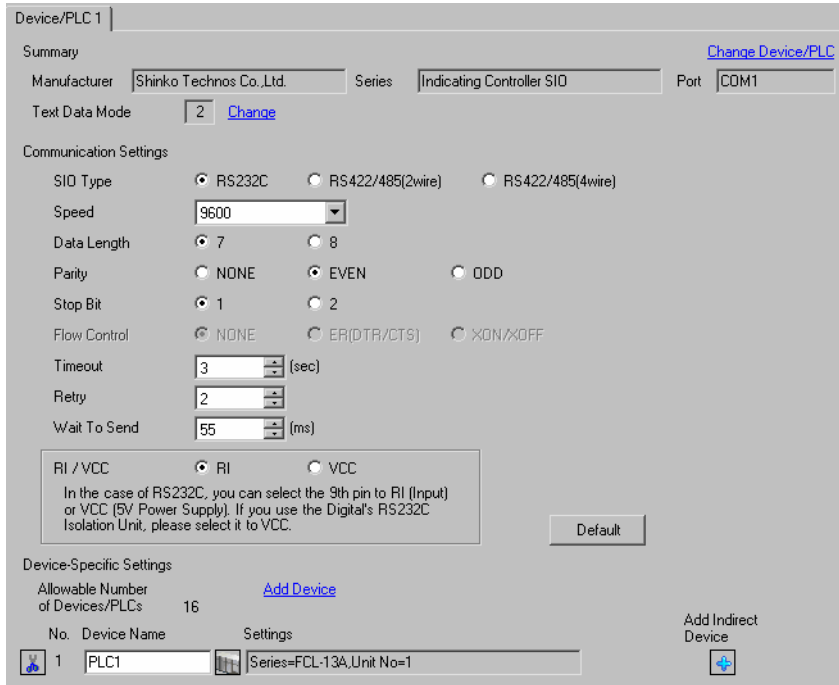 Device/PLC 1
Summary
Change Device/PLC
Manufacturer Shinko Technos Co.,Ltd. Series Indicating Controller SIO Port COM1
Text Data Mode 2 Change
Communication Settings
SIO Type RS232C RS422/485(2wire) RS422/485(4wire)
Speed 9600
Data Length 7 8
Parity NONE EVEN ODD
Stop Bit 1 2
Flow Control NONE ER(DTR/CTS) XON/XOFF
Timeout 3 (sec)
Retry 2
Wait To Send 55 (ms)
RI / VCC RI VCC
In the case of RS232C, you can select the 9th pin to RI (Input)
or VCC (5V Power Supply). If you use the Digital's RS232C
Isolation Unit, please select it to VCC.
Default
Device-Specific Settings
Allowable Number
of Devices/PLCs 16
Add Device
Add Indirect
Device
No. Device Name Settings
1 PLC1 Series=FCL-13A,Unit No=1